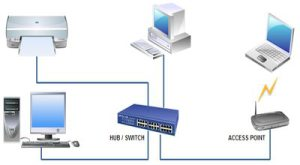 HUB / SWITCH
ACCESS POINT